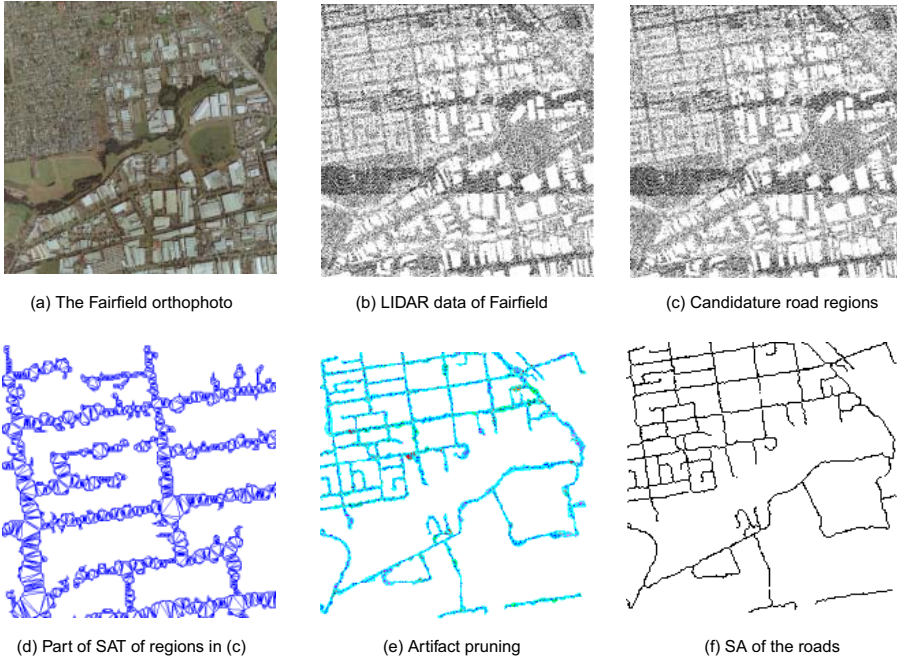 (a) The Fairfield orthophoto
(b) LIDAR data of Fairfield
(c) Candidature road regions
(d) Part of SAT of regions in (c)
(e) Artifact pruning
(f) SA of the roads